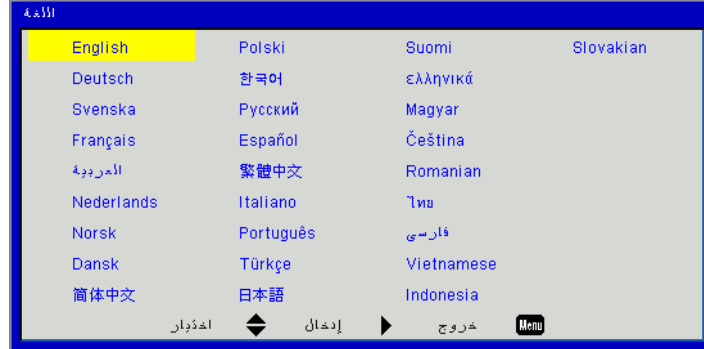 اللغة
English Polski Suomi Slovakian
Deutsch 한국어 ελληνικά
Svenska Русский Magyar
Français Español Čeština
العربية 繁體中文 Romanian
Nederlands Italiano ไทย
Norsk Português فارسی
Dansk Türkçe Vietnamese
简体中文 日本語 Indonesia
اختيار إدخال خروج Menu